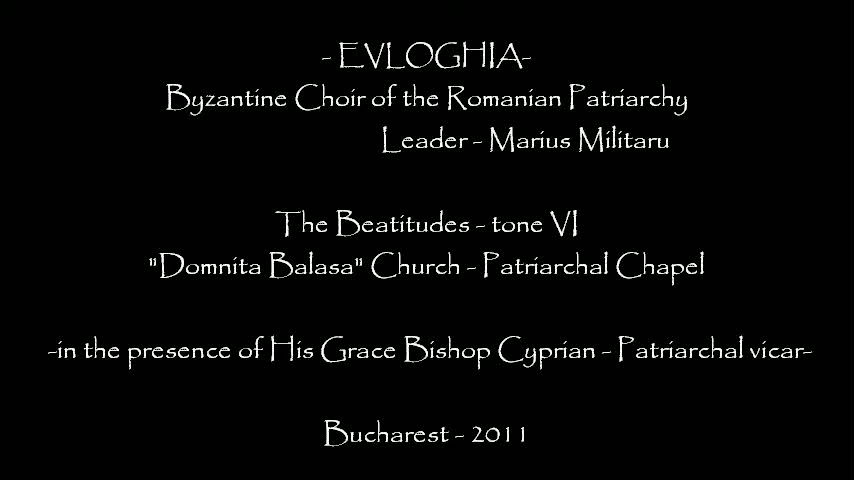 - EVLOGHIA-
Byzantine Choir of the Romanian Patriarchy
Leader - Marius Militaru
The Beatitudes - tone VI
"Domnita Balasa" Church - Patriarchal Chapel
-in the presence of His Grace Bishop Cyprian - Patriarchal vicar-
Bucharest - 2011